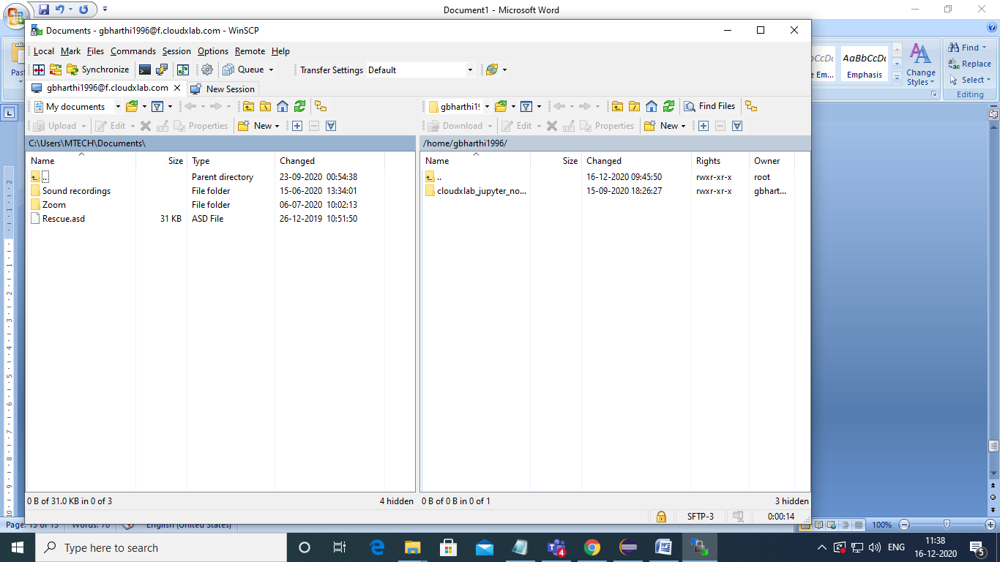 Document1 - Microsoft Word
Documents - gbharthi1996@f.cloudxlab.com - WinSCP
Local Mark Files Commands Session Options Remote Help
Synchronize Queue Transfer Settings Default
gbharthi1996@f.cloudxlab.com New Session
My documents gbharthi19 Find Files
Upload Edit Properties New Download Edit Properties New
C:\Users\MTECH\Documents\ /home/gbharthi1996/
Name Size Type Changed Name Size Changed Rights Owner
.. Parent directory 23-09-2020 00:54:38 .. 16-12-2020 09:45:50 rwxr-xr-x root
Sound recordings File folder 15-06-2020 13:34:01 cloudxlab_jupyter_no... 15-09-2020 18:26:27 rwxr-xr-x gbhart...
Zoom File folder 06-07-2020 10:02:13
Rescue.asd 31 KB ASD File 26-12-2019 10:51:50
0 B of 31.0 KB in 0 of 3 4 hidden 0 B of 0 B in 0 of 1 3 hidden
SFTP-3 0:00:14
Past
e Em...
AaBbCcDc
Emphasis
Change
Styles
Find
Replace
Select
Editing
Page: 15 of 15 Words: 70 English (United States) 100%
Type here to search
4
ENG
11:38
16-12-2020
5